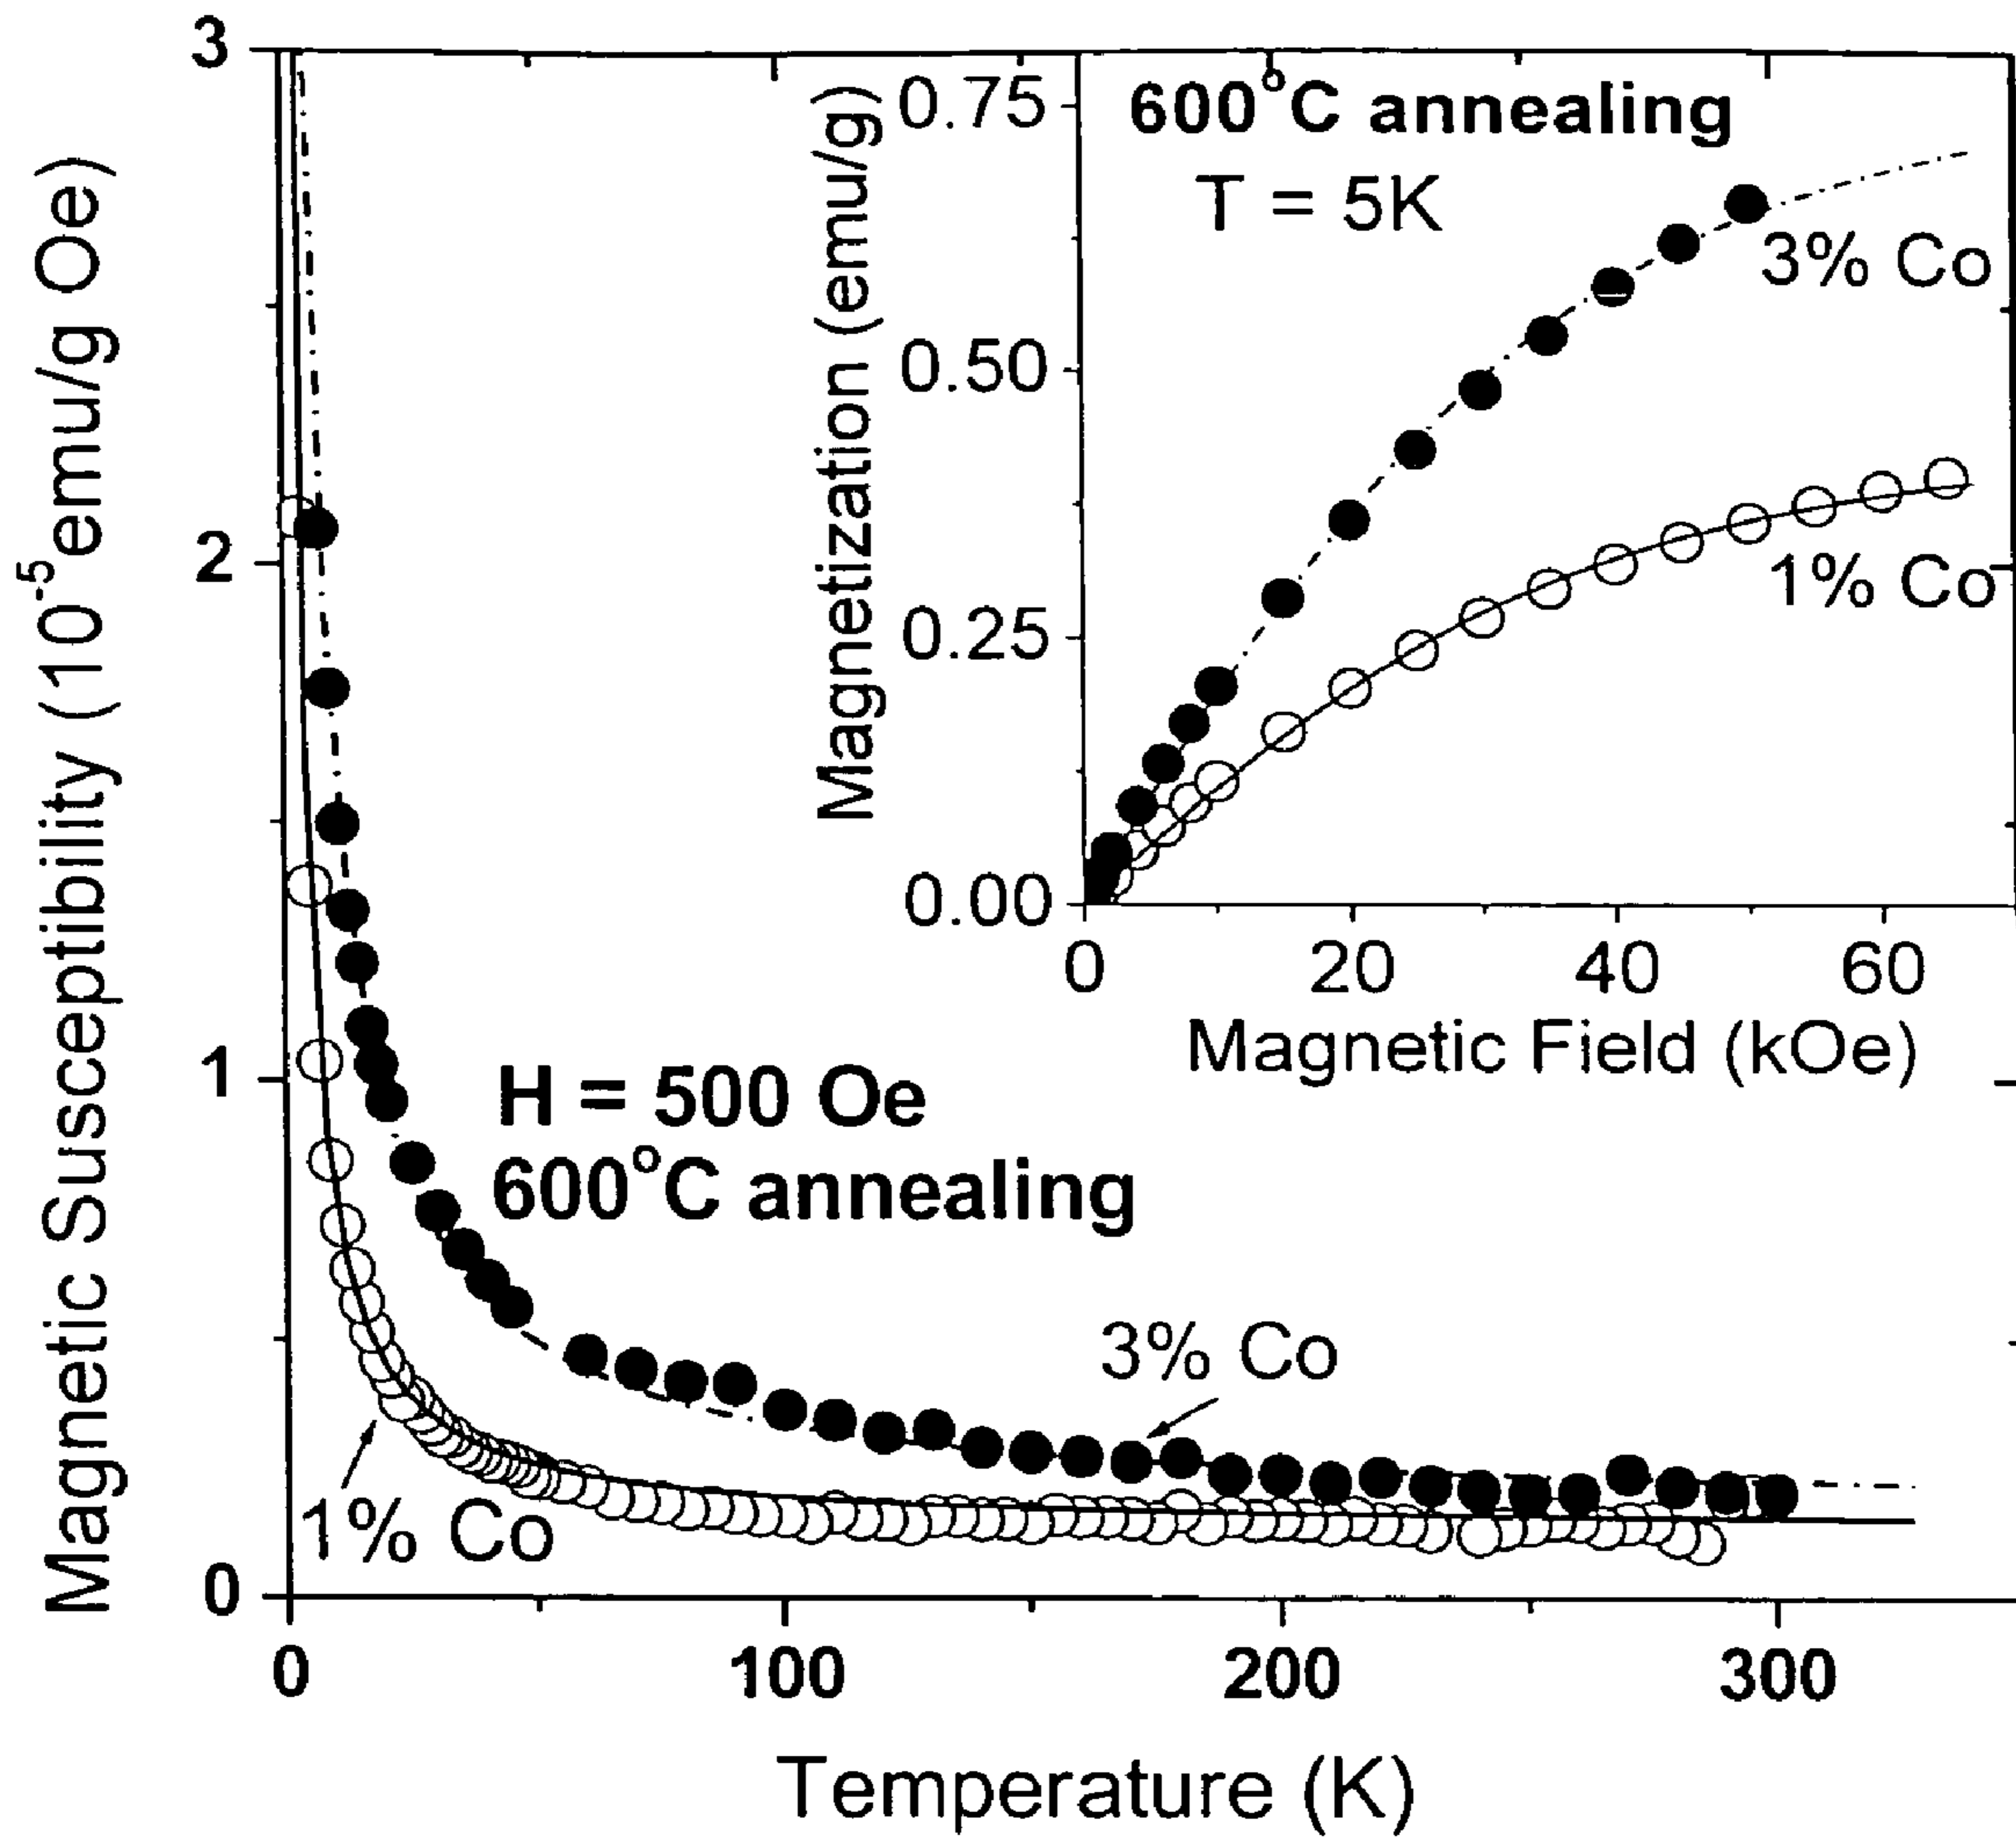 Magnetic Susceptibility (10⁻⁵emu/g Oe)
3
2
1
0
0
100
200
300
Temperature (K)
H = 500 Oe
600°C annealing
3% Co
1% Co
Magnetization (emu/g)
0.75
0.50
0.25
0.00
0
20
40
60
Magnetic Field (kOe)
600°C annealing
T = 5K
3% Co
1% Co